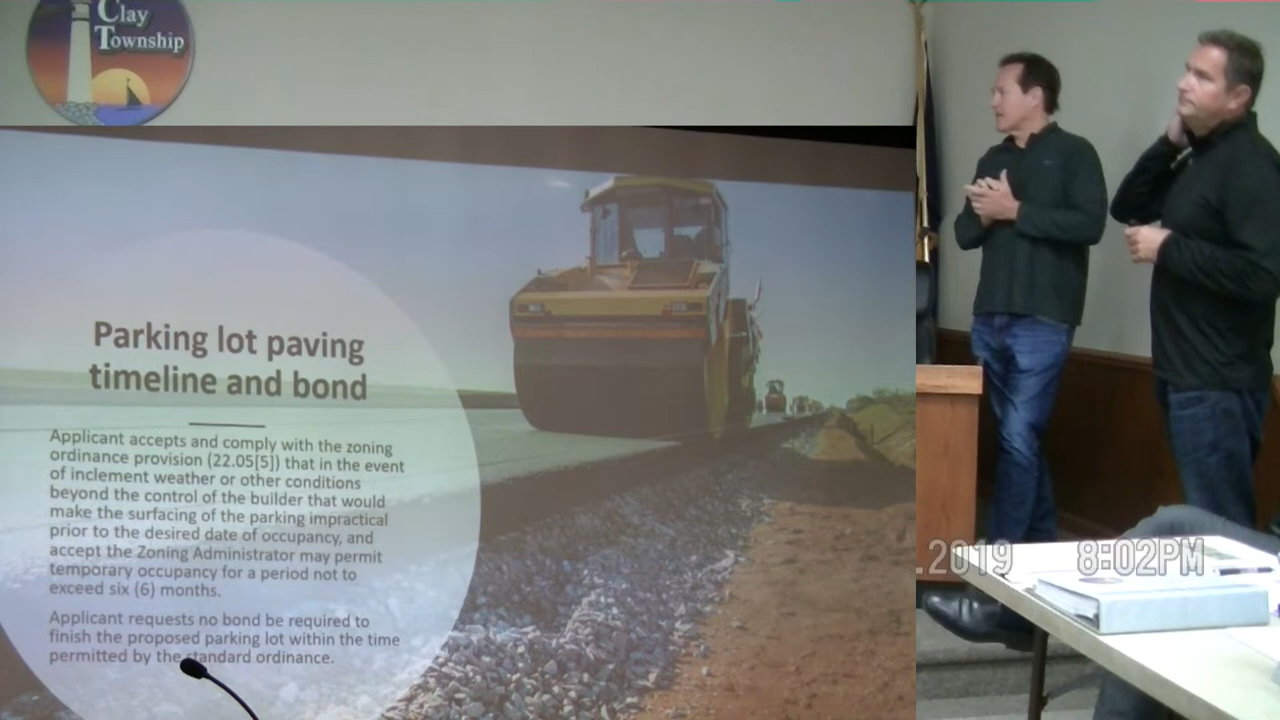 Clay
Township
Parking lot paving
timeline and bond
Applicant accepts and comply with the zoning
ordinance provision (22.05[5]) that in the event
of inclement weather or other conditions
beyond the control of the builder that would
make the surfacing of the parking impractical
prior to the desired date of occupancy, and
accept the Zoning Administrator may permit
temporary occupancy for a period not to
exceed six (6) months.
Applicant requests no bond be required to
finish the proposed parking lot within the time
permitted by the standard ordinance.
.2019 8:02PM